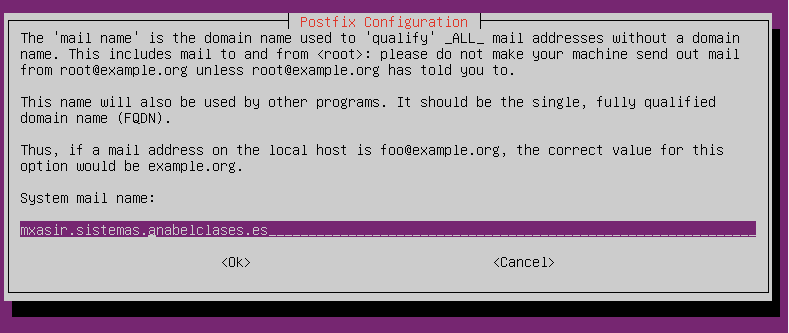 Postfix Configuration
The 'mail name' is the domain name used to 'qualify' _ALL_ mail addresses without a domain
name. This includes mail to and from <root>: please do not make your machine send out mail
from root@example.org unless root@example.org has told you to.
This name will also be used by other programs. It should be the single, fully qualified
domain name (FQDN).
Thus, if a mail address on the local host is foo@example.org, the correct value for this
option would be example.org.
System mail name:
mxasir.sistemas.anabelclases.es
<Ok> <Cancel>